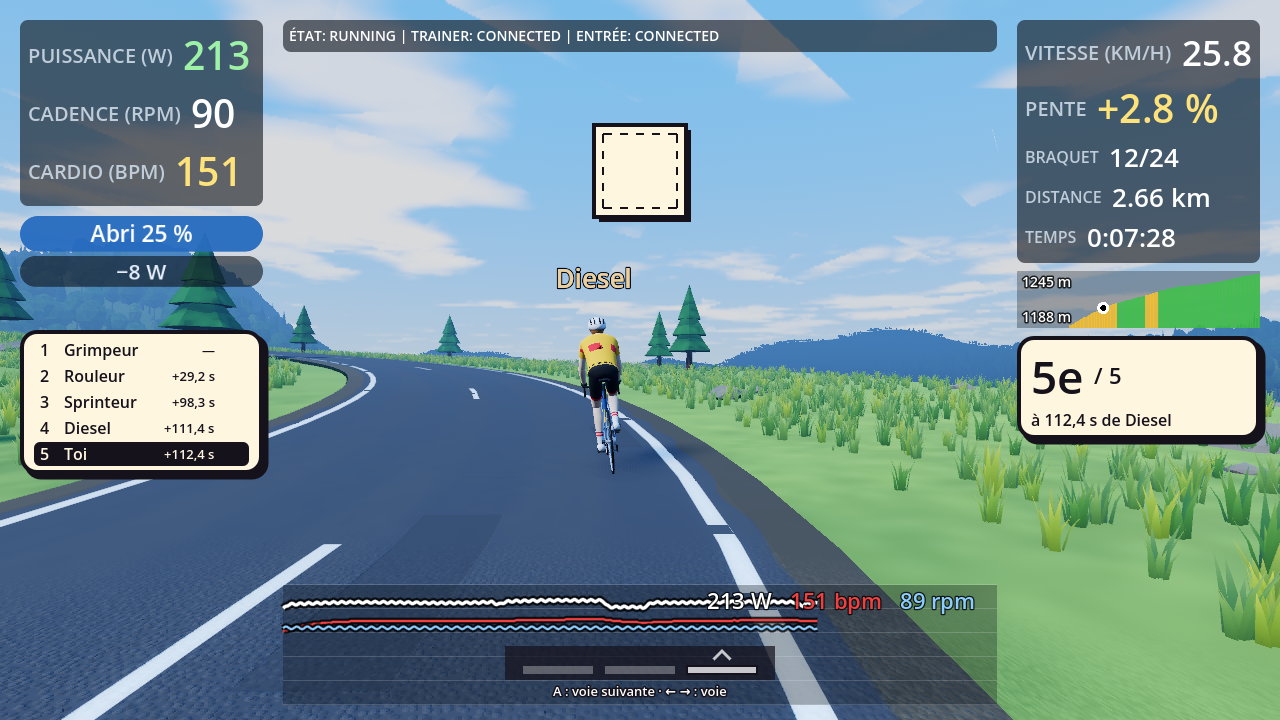 PUISSANCE (W) 213
CADENCE (RPM) 90
CARDIO (BPM) 151
Abri 25 %
−8 W
1 Grimpeur —
2 Rouleur +29,2 s
3 Sprinteur +98,3 s
4 Diesel +111,4 s
5 Toi +112,4 s
ÉTAT: RUNNING | TRAINER: CONNECTED | ENTRÉE: CONNECTED
Diesel
VITESSE (KM/H) 25.8
PENTE +2.8 %
BRAQUET 12/24
DISTANCE 2.66 km
TEMPS 0:07:28
1245 m
1188 m
5e / 5
à 112,4 s de Diesel
213 W 151 bpm 89 rpm
A : voie suivante · ← → : voie